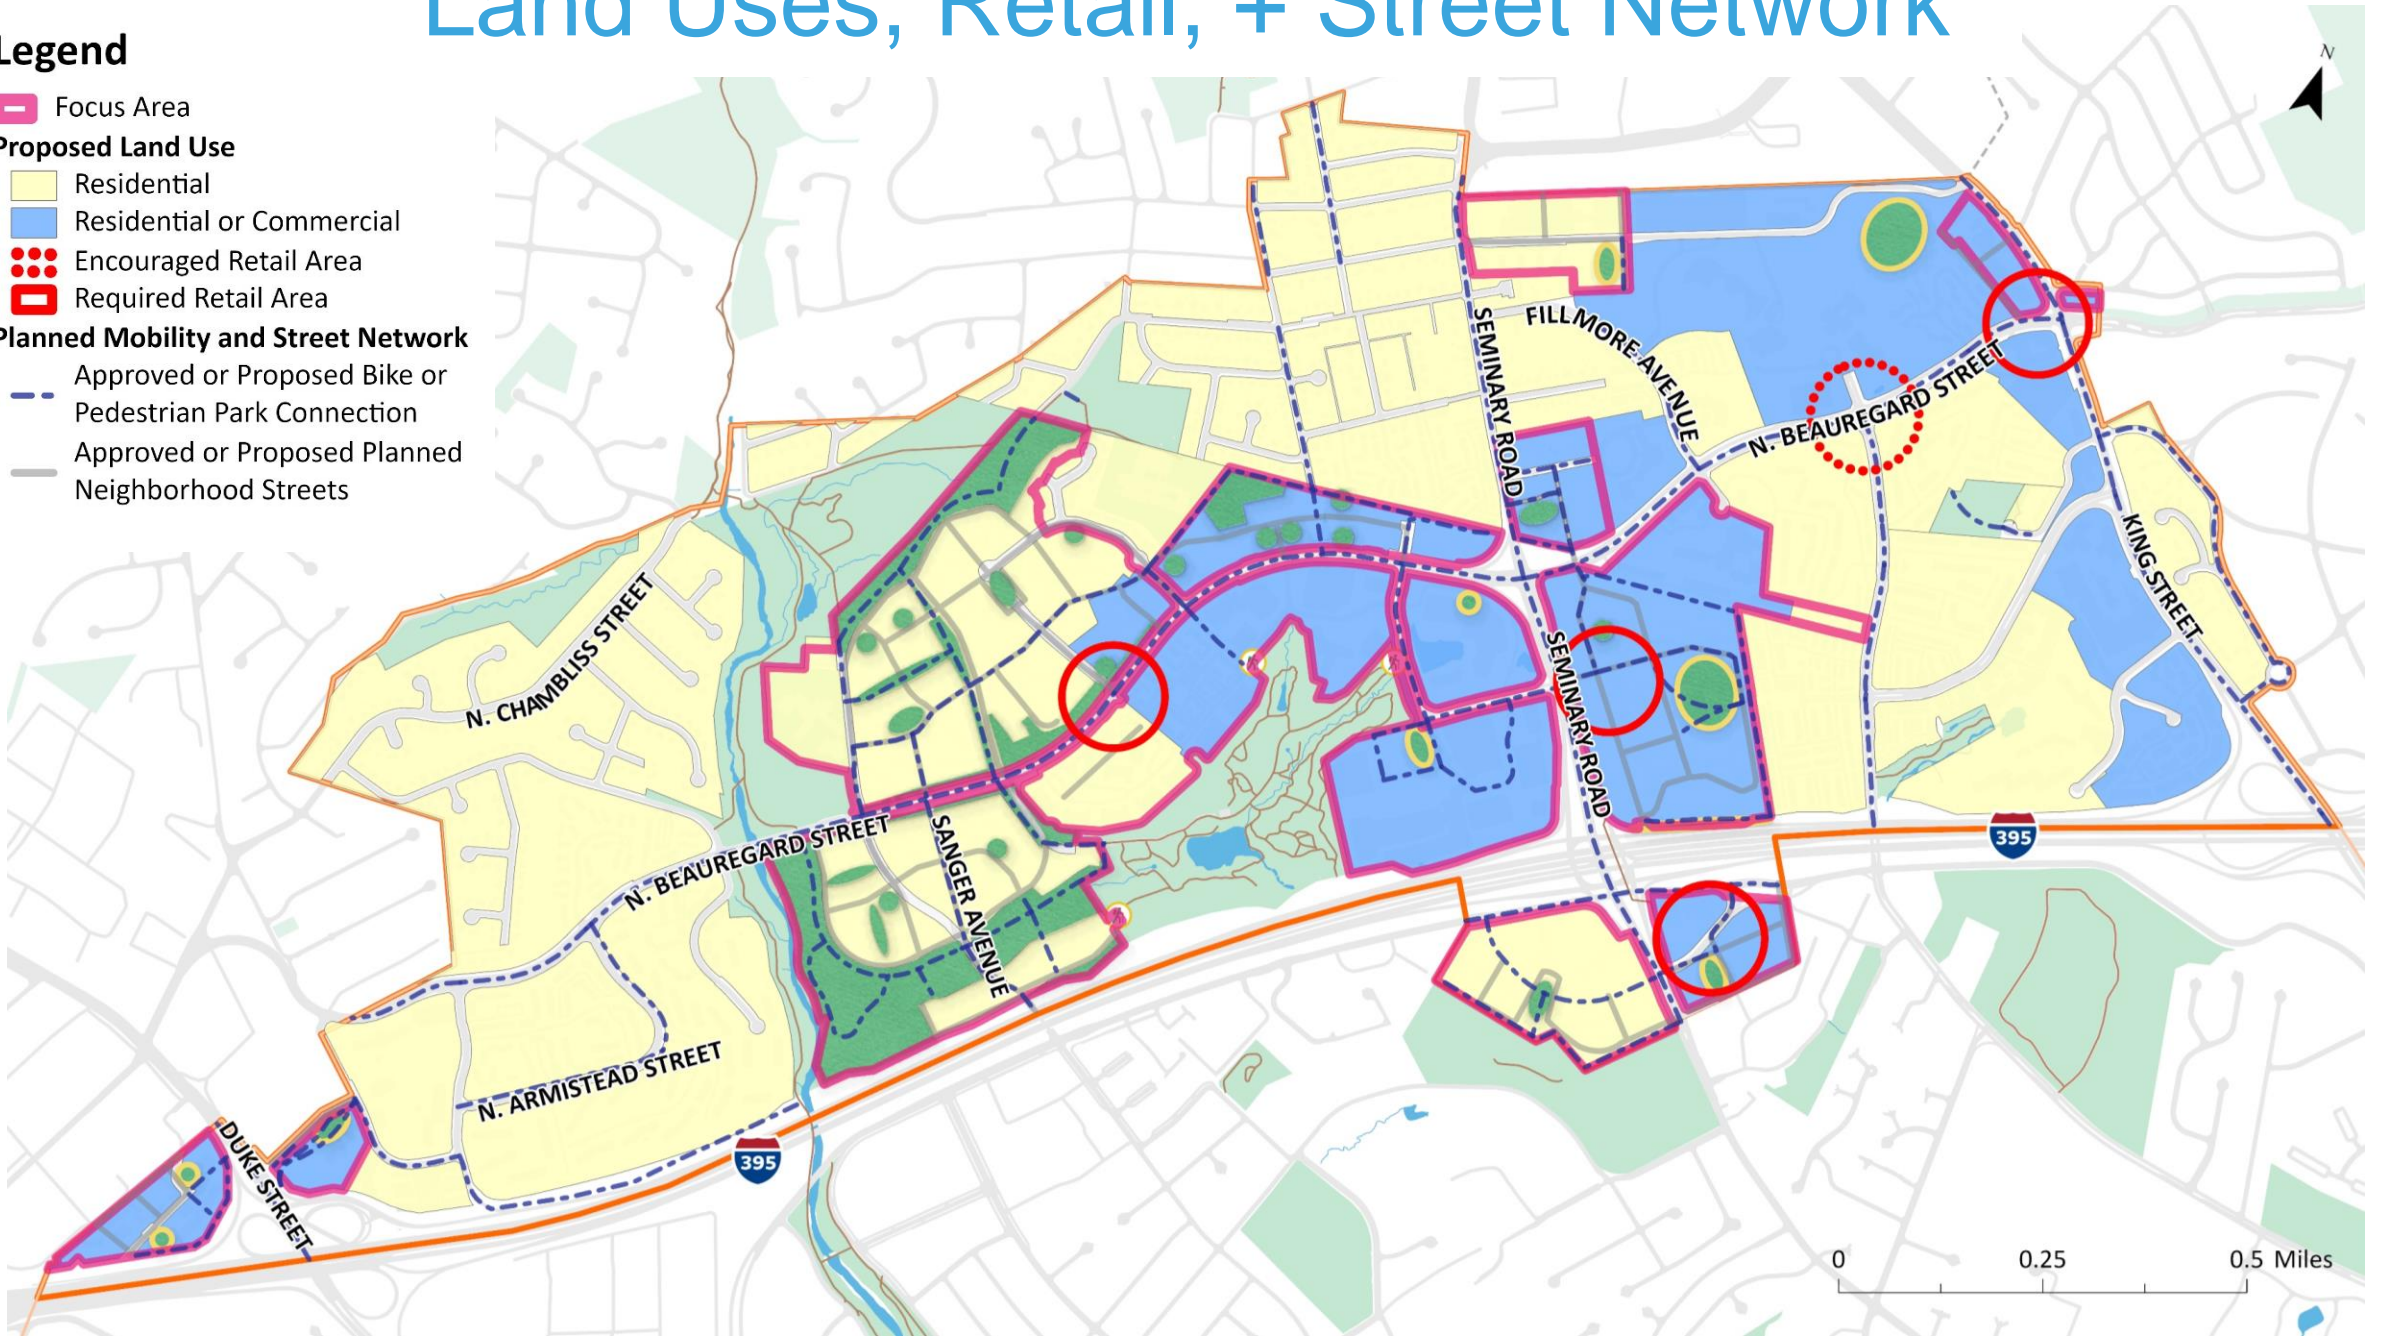 Land Uses, Retail, + Street Network
Legend
Focus Area
Proposed Land Use
Residential
Residential or Commercial
Encouraged Retail Area
Required Retail Area
Planned Mobility and Street Network
Approved or Proposed Bike or
Pedestrian Park Connection
Approved or Proposed Planned
Neighborhood Streets
N
SEMINARY ROAD
FILLMORE AVENUE
N. BEAUREGARD STREET
KING STREET
N. CHAMBLISS STREET
SEMINARY ROAD
N. BEAUREGARD STREET
SANGER AVENUE
395
N. ARMISTEAD STREET
DUKE STREET
395
0 0.25 0.5 Miles